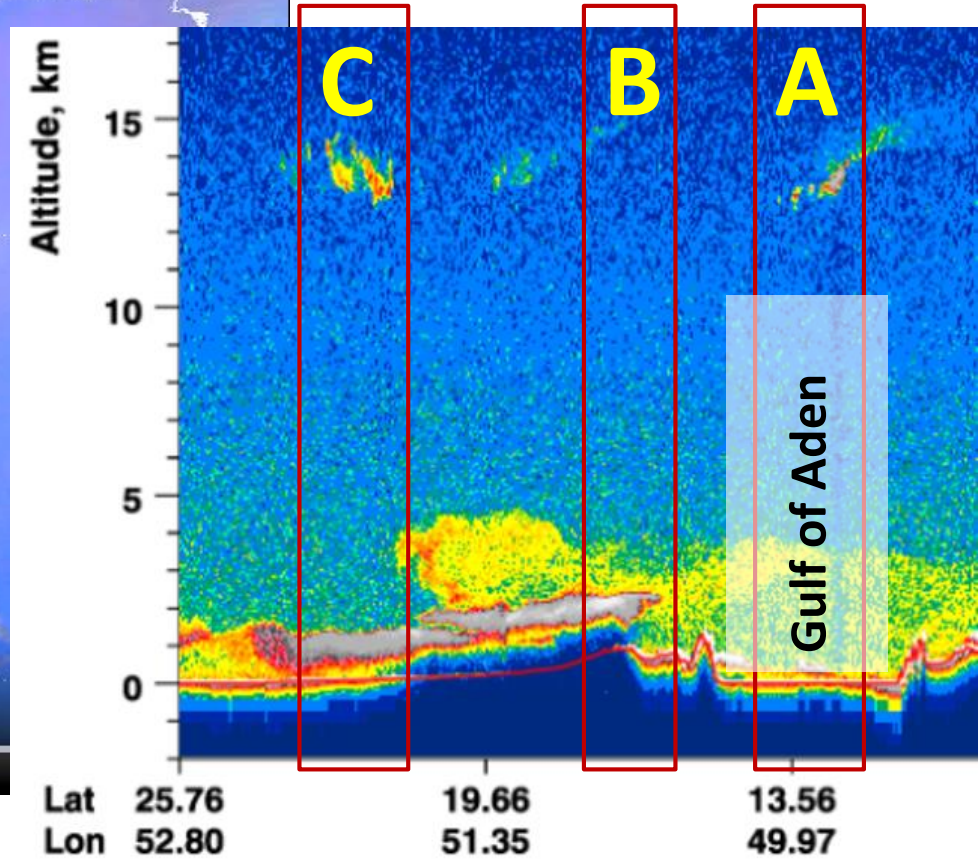 C B A
Altitude, km
15
10
5
0
Gulf of Aden
Lat 25.76 19.66 13.56
Lon 52.80 51.35 49.97